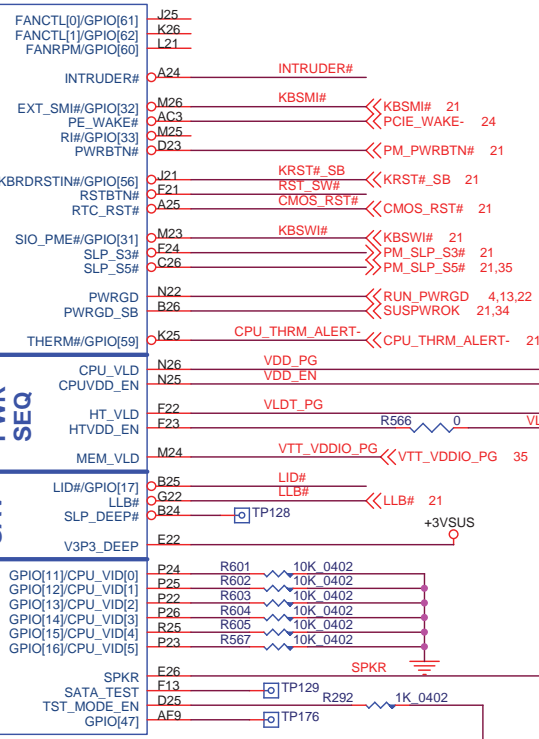 FANCTL[0]/GPIO[61] J25
FANCTL[1]/GPIO[62] K26
FANRPM/GPIO[60] L21
INTRUDER# A24 INTRUDER#
EXT_SMI#/GPIO[32] M26 KBSMI# KBSMI# 21
PE_WAKE# AC3 PCIE_WAKE- 24
RI#/GPIO[33] M25
PWRBTN# D23 PM_PWRBTN# 21
KBRDRSTIN#/GPIO[56] J21 KRST#_SB KRST#_SB 21
RSTBTN# F21 RST_SW#
RTC_RST# A25 CMOS_RST# CMOS_RST# 21
SIO_PME#/GPIO[31] M23 KBSWI# KBSWI# 21
SLP_S3# F24 PM_SLP_S3# 21
SLP_S5# C26 PM_SLP_S5# 21,35
PWRGD N22 RUN_PWRGD 4,13,22
PWRGD_SB B26 SUSPWROK 21,34
THERM#/GPIO[59] K25 CPU_THRM_ALERT- CPU_THRM_ALERT- 21
CPU_VLD N26 VDD_PG
CPUVDD_EN N25 VDD_EN
SEQ
HT_VLD F22 VLDT_PG
HTVDD_EN F23 R566 0 VL
MEM_VLD M24 VTT_VDDIO_PG VTT_VDDIO_PG 35
LID#/GPIO[17] B25 LID#
LLB# G22 LLB# LLB# 21
SLP_DEEP# B24 TP128
+3VSUS
V3P3_DEEP E22
GPIO[11]/CPU_VID[0] P24 R601 10K_0402
GPIO[12]/CPU_VID[1] P25 R602 10K_0402
GPIO[13]/CPU_VID[2] P22 R603 10K_0402
GPIO[14]/CPU_VID[3] P26 R604 10K_0402
GPIO[15]/CPU_VID[4] R25 R605 10K_0402
GPIO[16]/CPU_VID[5] P23 R567 10K_0402
SPKR E26 SPKR
SATA_TEST F13 TP129
TST_MODE_EN D25 R292 1K_0402
GPIO[47] AF9 TP176